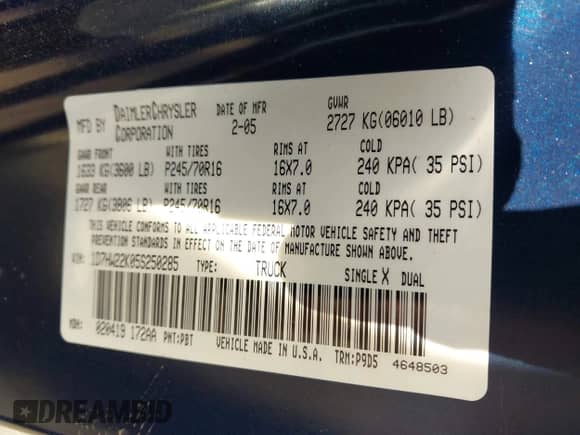 MFD BY DAIMLERCHRYSLER CORPORATION DATE OF MFR 2-05 GVWR 2727 KG(06010 LB)
GAWR FRONT WITH TIRES RIMS AT COLD
1633 KG(3600 LB) P245/70R16 16X7.0 240 KPA( 35 PSI)
GAWR REAR WITH TIRES RIMS AT COLD
1727 KG(3806 LB) P245/70R16 16X7.0 240 KPA( 35 PSI)
THIS VEHICLE CONFORMS TO ALL APPLICABLE FEDERAL MOTOR VEHICLE SAFETY AND THEFT
PREVENTION STANDARDS IN EFFECT ON THE DATE OF MANUFACTURE SHOWN ABOVE.
VIN: 1D7HW22K05S250285 TYPE: TRUCK SINGLE X DUAL
MDH: 020419 172AA PNT:PBT VEHICLE MADE IN U.S.A. TRM:P9D5 4648503
DREAMBID